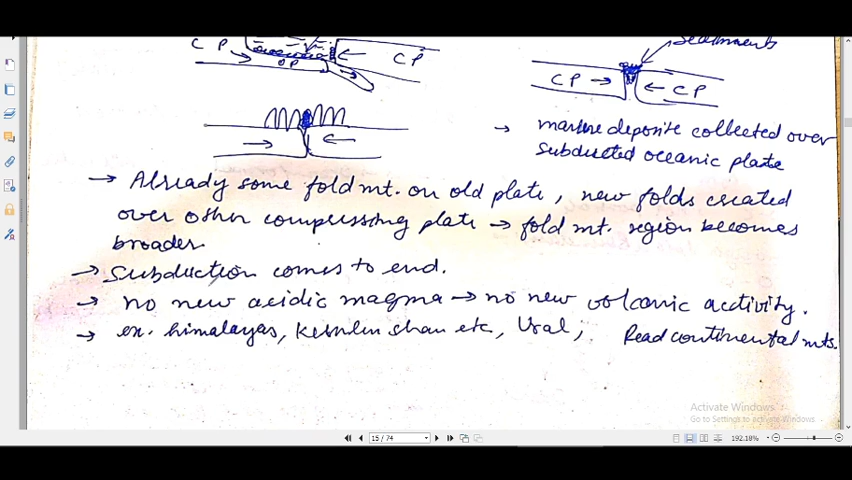 C P
O P
C P
sediments
C P
C P
→ marine deposite collected over
subducted oceanic plate
→ Already some fold mt. on old plate, new folds created
over other compressing plate → fold mt. region becomes
broader.
→ Subduction comes to end.
→ no new acidic magma → no new volcanic activity.
→ ex. himalayas, Kunlun shan etc, Ural; Read continental mts.
Activate Windows
Go to Settings to activate Windows.
15 / 74
192.18%